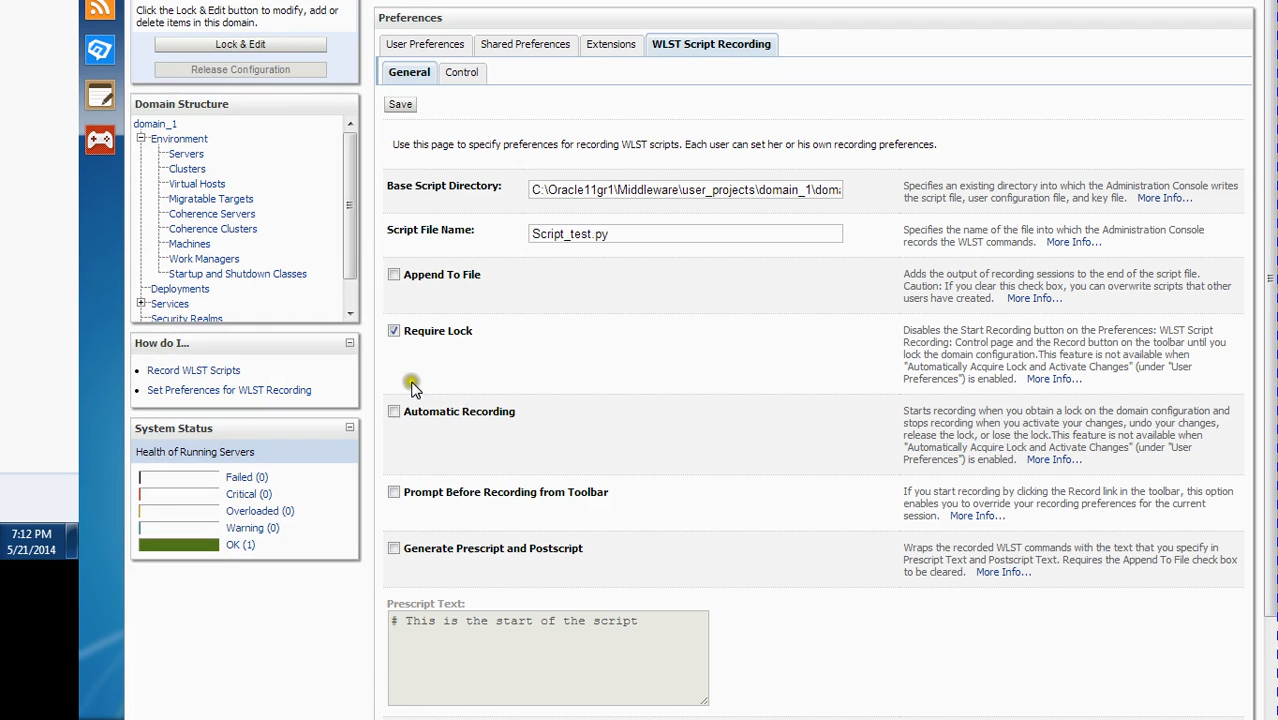 Click the Lock & Edit button to modify, add or
delete items in this domain.
Lock & Edit
Release Configuration
Domain Structure
domain_1
Environment
Servers
Clusters
Virtual Hosts
Migratable Targets
Coherence Servers
Coherence Clusters
Machines
Work Managers
Startup and Shutdown Classes
Deployments
Services
Security Realms
How do I...
Record WLST Scripts
Set Preferences for WLST Recording
System Status
Health of Running Servers
Failed (0)
Critical (0)
Overloaded (0)
Warning (0)
OK (1)
7:12 PM
5/21/2014
Preferences
User Preferences Shared Preferences Extensions WLST Script Recording
General Control
Save
Use this page to specify preferences for recording WLST scripts. Each user can set her or his own recording preferences.
Base Script Directory: C:\Oracle11gr1\Middleware\user_projects\domain_1\doma
Specifies an existing directory into which the Administration Console writes
the script file, user configuration file, and key file. More Info...
Script File Name: Script_test.py
Specifies the name of the file into which the Administration Console
records the WLST commands. More Info...
Append To File
Adds the output of recording sessions to the end of the script file.
Caution: If you clear this check box, you can overwrite scripts that other
users have created. More Info...
Require Lock
Disables the Start Recording button on the Preferences: WLST Script
Recording: Control page and the Record button on the toolbar until you
lock the domain configuration.This feature is not available when
"Automatically Acquire Lock and Activate Changes" (under "User
Preferences") is enabled. More Info...
Automatic Recording
Starts recording when you obtain a lock on the domain configuration and
stops recording when you activate your changes, undo your changes,
release the lock, or lose the lock.This feature is not available when
"Automatically Acquire Lock and Activate Changes" (under "User
Preferences") is enabled. More Info...
Prompt Before Recording from Toolbar
If you start recording by clicking the Record link in the toolbar, this option
enables you to override your recording preferences for the current
session. More Info...
Generate Prescript and Postscript
Wraps the recorded WLST commands with the text that you specify in
Prescript Text and Postscript Text. Requires the Append To File check box
to be cleared. More Info...
Prescript Text:
# This is the start of the script